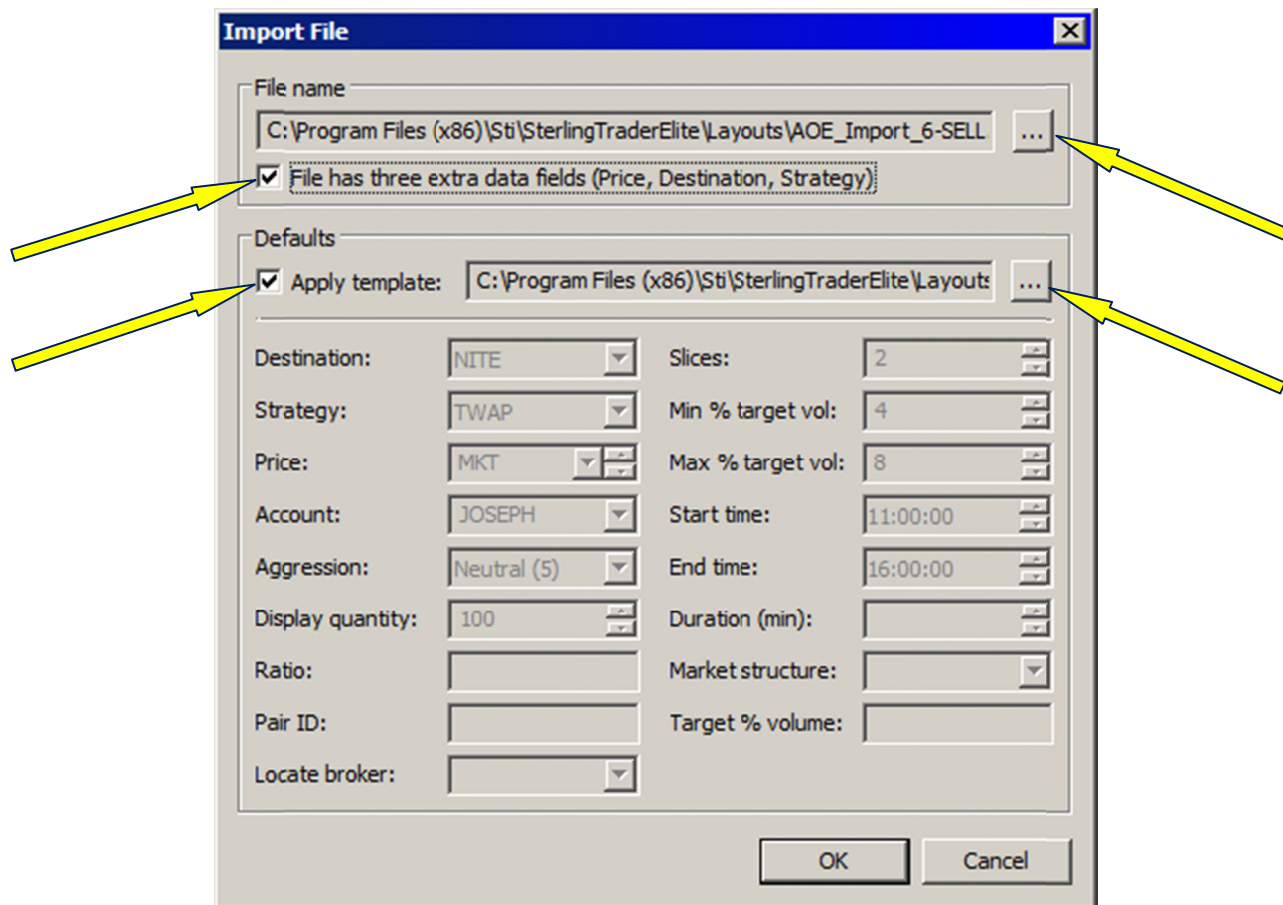 Import File
File name
C:\Program Files (x86)\Sti\SterlingTraderElite\Layouts\AOE_Import_6-SELL
...
File has three extra data fields (Price, Destination, Strategy)
Defaults
Apply template: C:\Program Files (x86)\Sti\SterlingTraderElite\Layouts ...
Destination: NITE Slices: 2
Strategy: TWAP Min % target vol: 4
Price: MKT Max % target vol: 8
Account: JOSEPH Start time: 11:00:00
Aggression: Neutral (5) End time: 16:00:00
Display quantity: 100 Duration (min):
Ratio: Market structure:
Pair ID: Target % volume:
Locate broker:
OK Cancel